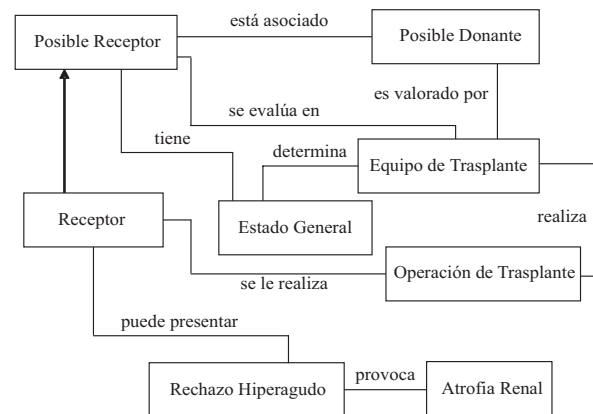 está asociado
Posible Receptor
Posible Donante
es valorado por
se evalúa en
tiene
determina
Equipo de Trasplante
Receptor
Estado General
realiza
Operación de Trasplante
se le realiza
puede presentar
Rechazo Hiperagudo
provoca
Atrofia Renal